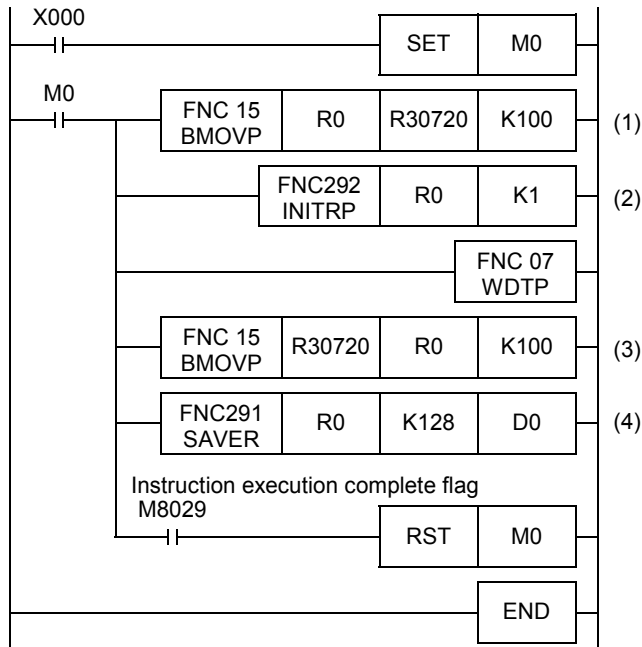 X000
SET M0
M0
FNC 15 BMOVP R0 R30720 K100 (1)
FNC292 INITRP R0 K1 (2)
FNC 07 WDTP
FNC 15 BMOVP R30720 R0 K100 (3)
FNC291 SAVER R0 K128 D0 (4)
Instruction execution complete flag
M8029
RST M0
END